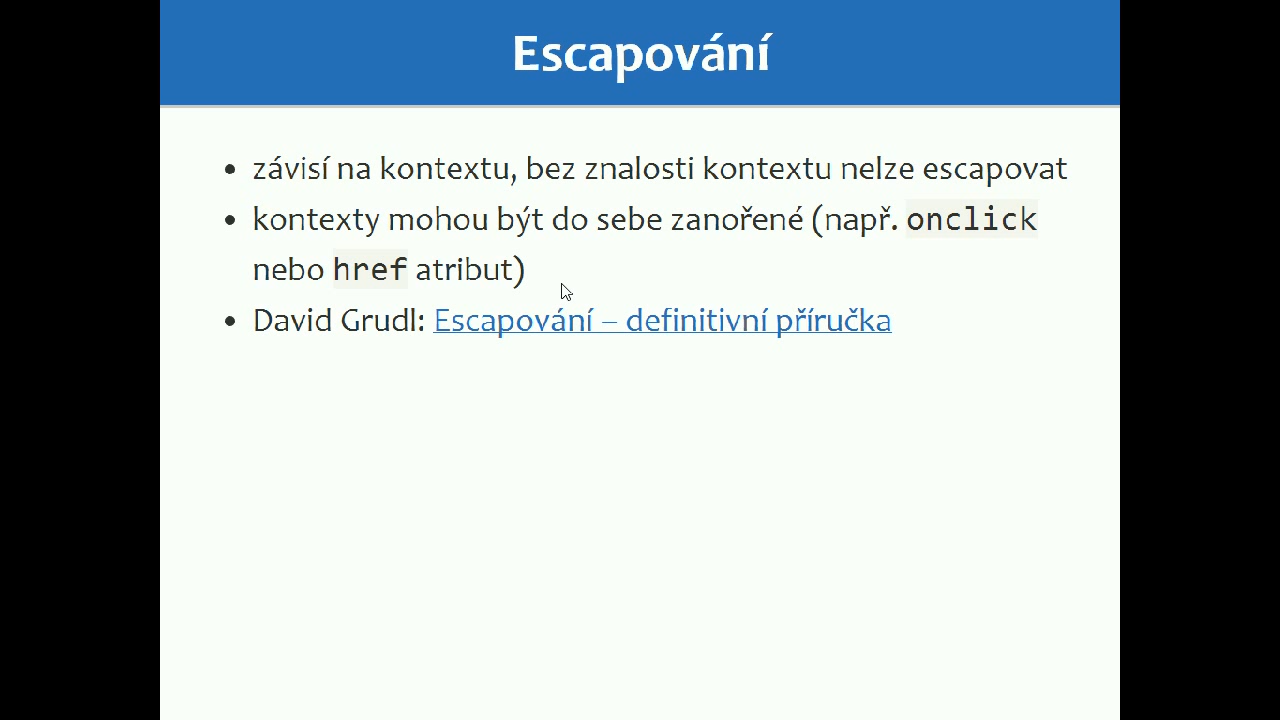 Escapování
• závisí na kontextu, bez znalosti kontextu nelze escapovat
• kontexty mohou být do sebe zanořené (např. onclick
nebo href atribut)
• David Grudl: Escapování – definitivní příručka